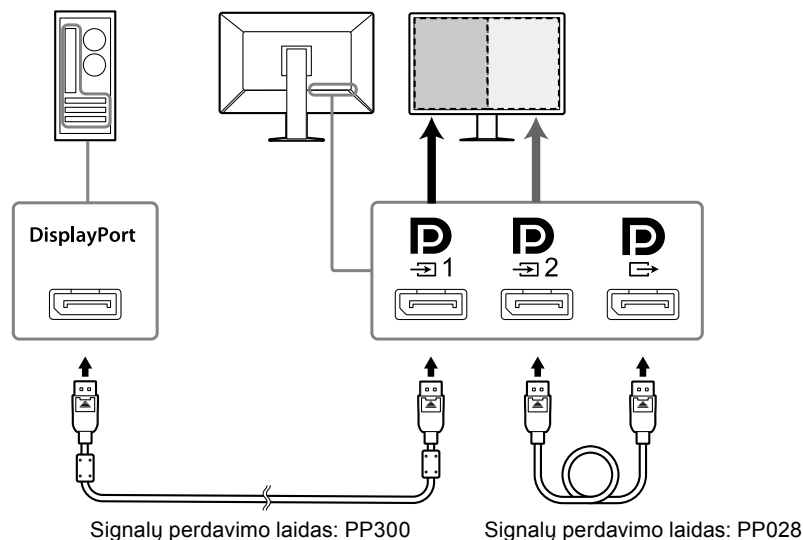 DisplayPort
1
2
Signalų perdavimo laidas: PP300
Signalų perdavimo laidas: PP028